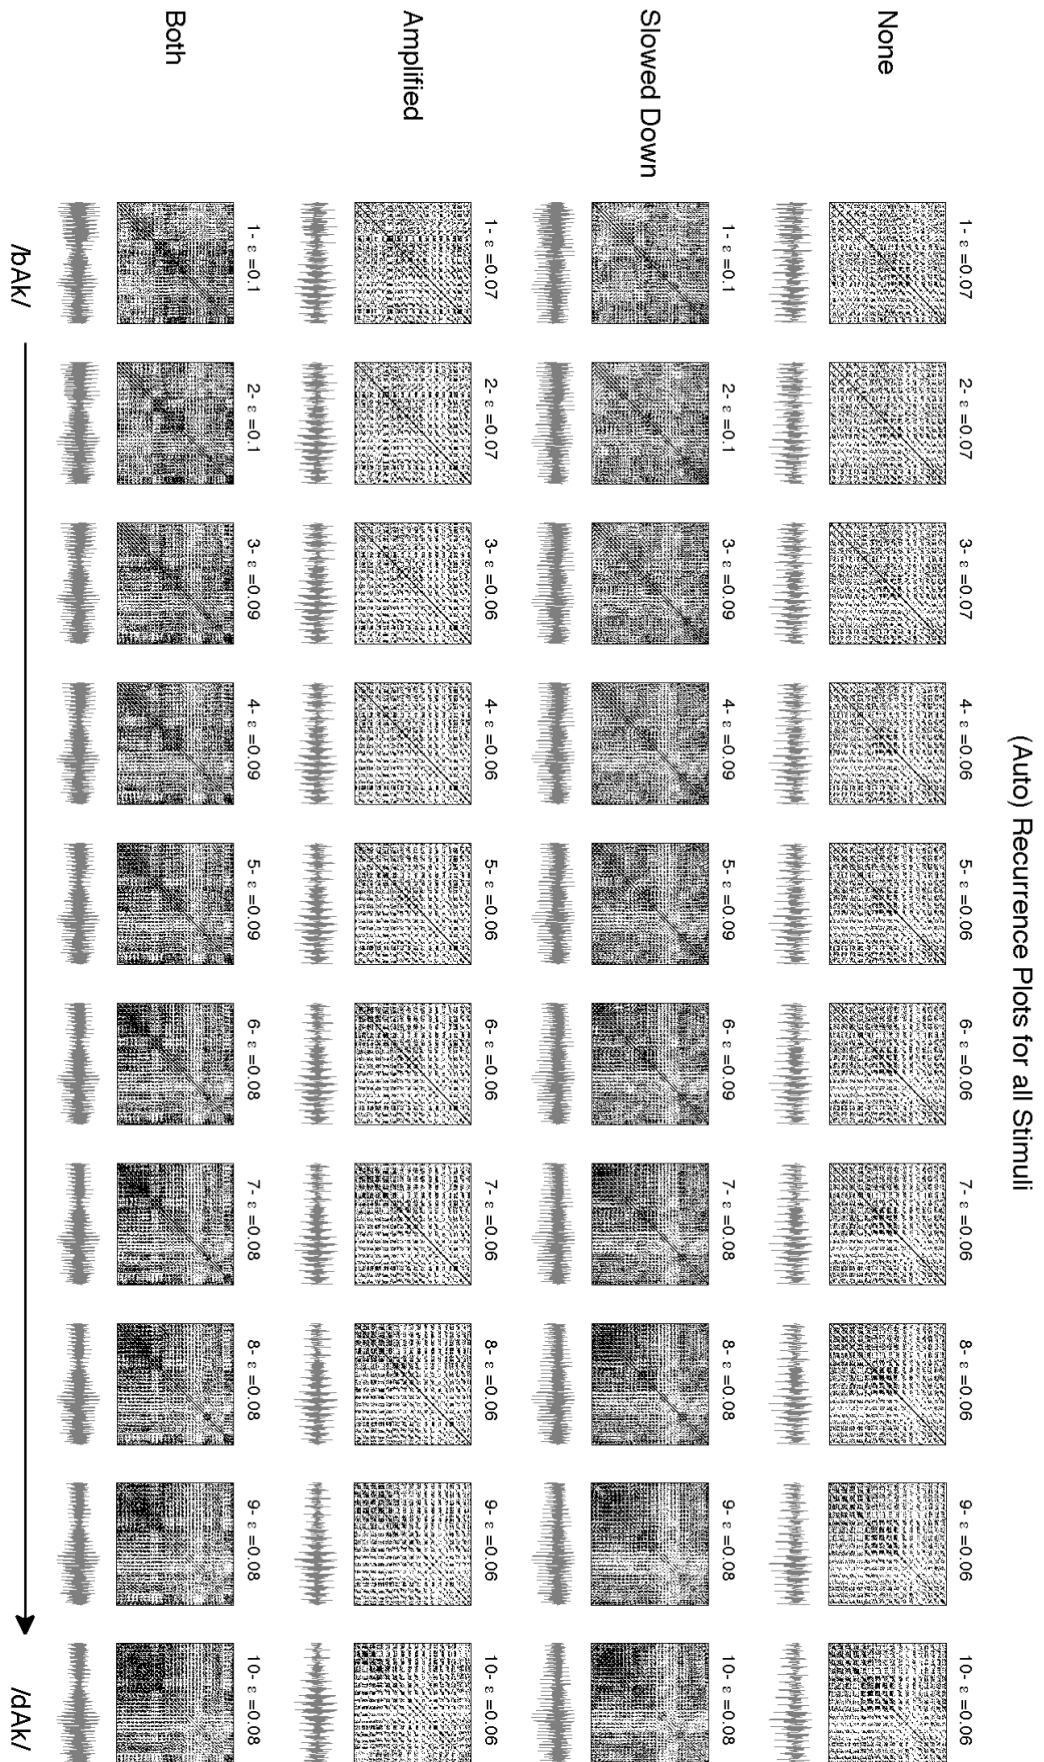 (Auto) Recurrence Plots for all Stimuli
None
1- ε =0.07
2- ε =0.07
3- ε =0.07
4- ε =0.06
5- ε =0.06
6- ε =0.06
7- ε =0.06
8- ε =0.06
9- ε =0.06
10- ε =0.06
Slowed Down
1- ε =0.1
2- ε =0.1
3- ε =0.09
4- ε =0.09
5- ε =0.09
6- ε =0.09
7- ε =0.08
8- ε =0.08
9- ε =0.08
10- ε =0.08
Amplified
1- ε =0.07
2- ε =0.07
3- ε =0.06
4- ε =0.06
5- ε =0.06
6- ε =0.06
7- ε =0.06
8- ε =0.06
9- ε =0.06
10- ε =0.06
Both
1- ε =0.1
2- ε =0.1
3- ε =0.09
4- ε =0.09
5- ε =0.09
6- ε =0.08
7- ε =0.08
8- ε =0.08
9- ε =0.08
10- ε =0.08
/bAk/
/dAk/